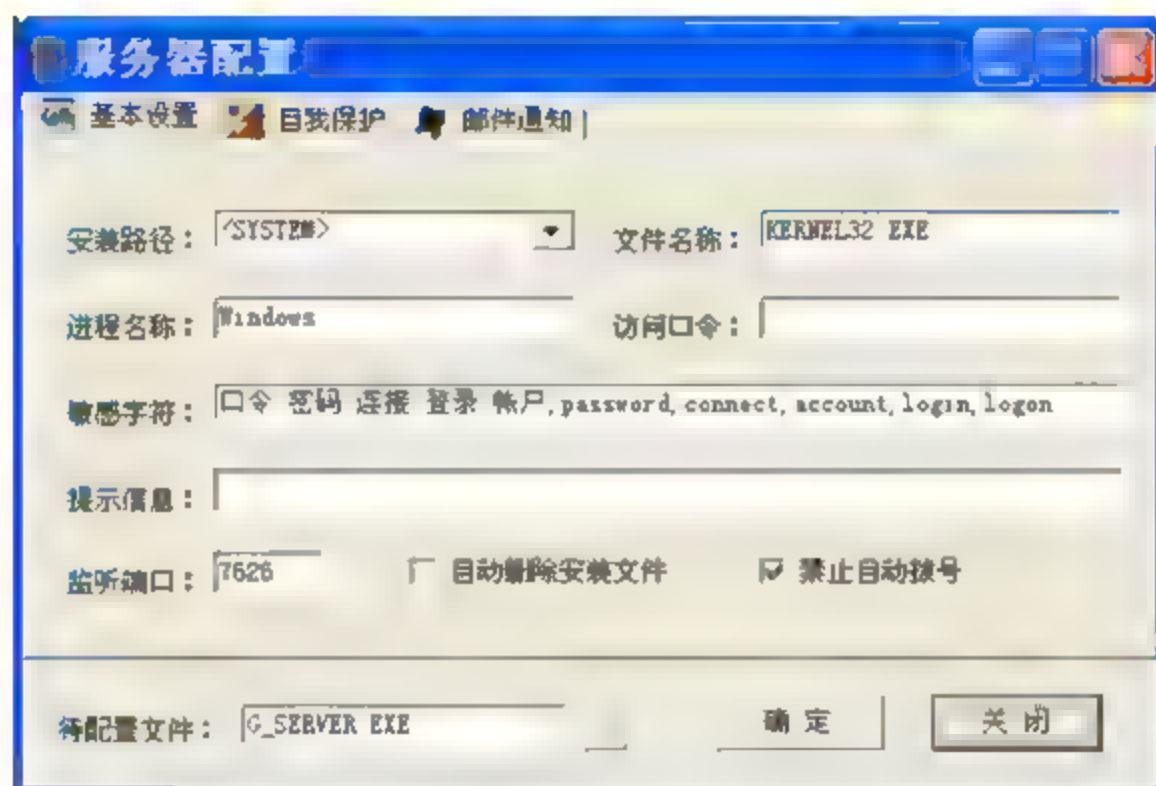 服务器配置
基本设置 自我保护 邮件通知
安装路径： <SYSTEM> 文件名称： KERNEL32 EXE
进程名称： Windows 访问口令：
敏感字符： 口令 密码 连接 登录 帐户,password,connect,account,login,logon
提示信息：
监听端口： 7626 自动删除安装文件 禁止自动拨号
待配置文件： G_SERVER EXE 确 定 关 闭